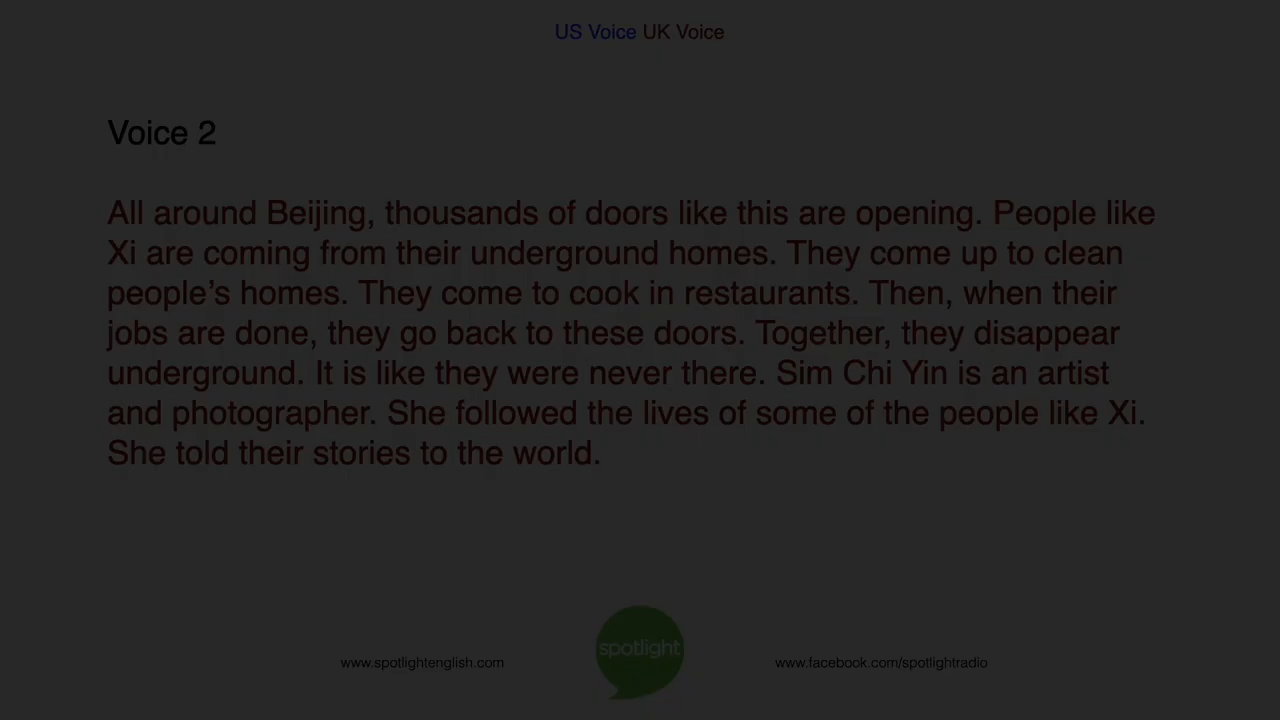 US Voice UK Voice
Voice 2
All around Beijing, thousands of doors like this are opening. People like
Xi are coming from their underground homes. They come up to clean
people’s homes. They come to cook in restaurants. Then, when their
jobs are done, they go back to these doors. Together, they disappear
underground. It is like they were never there. Sim Chi Yin is an artist
and photographer. She followed the lives of some of the people like Xi.
She told their stories to the world.
spotlight
www.spotlightenglish.com
www.facebook.com/spotlightradio